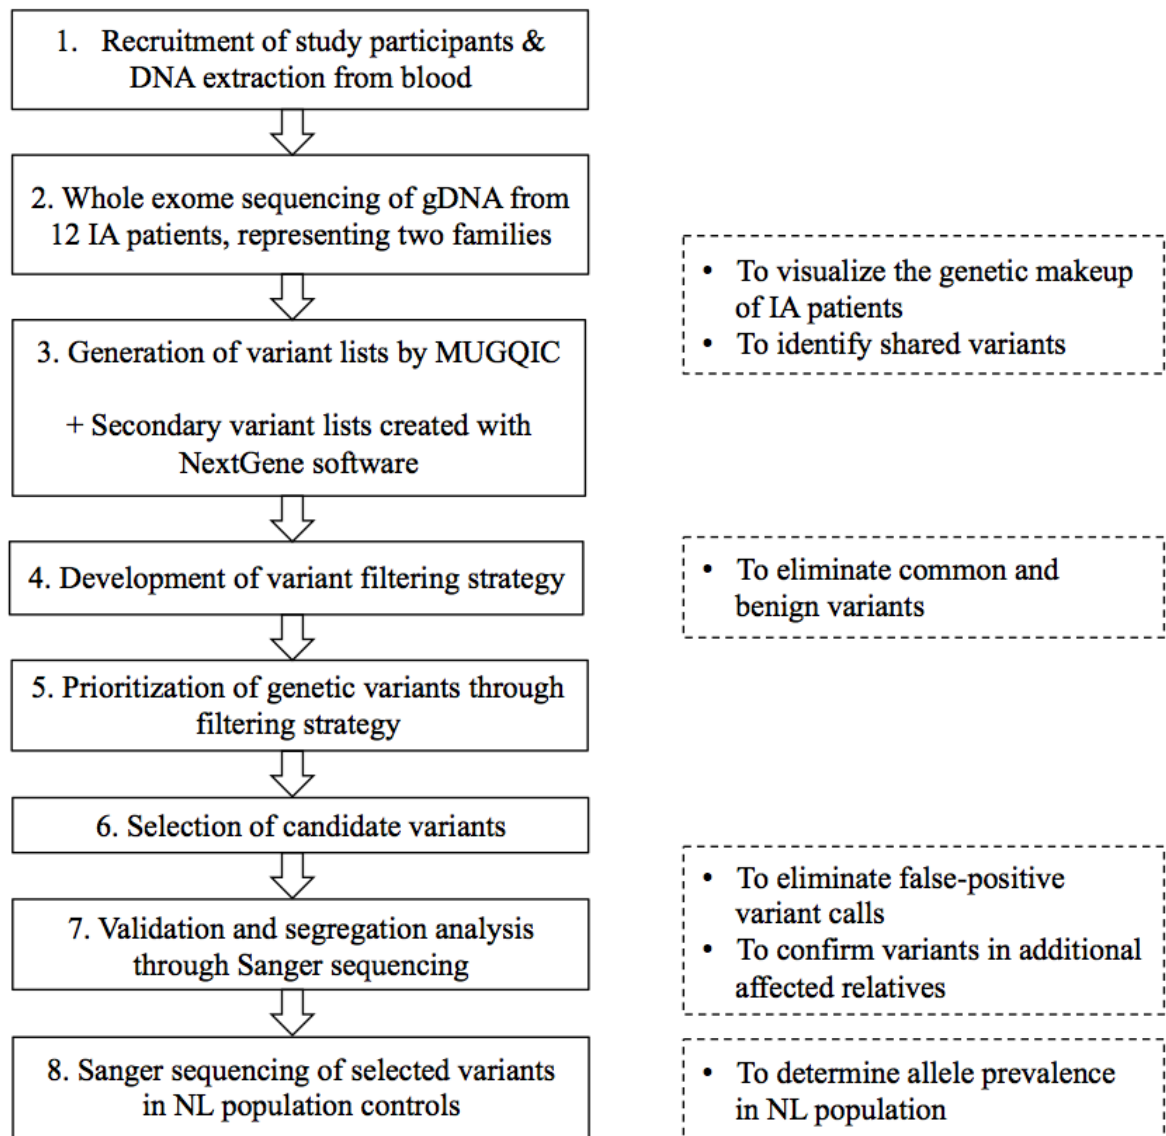 1. Recruitment of study participants &
DNA extraction from blood
2. Whole exome sequencing of gDNA from
12 IA patients, representing two families
• To visualize the genetic makeup
of IA patients
• To identify shared variants
3. Generation of variant lists by MUGQIC
+ Secondary variant lists created with
NextGene software
4. Development of variant filtering strategy
• To eliminate common and
benign variants
5. Prioritization of genetic variants through
filtering strategy
6. Selection of candidate variants
7. Validation and segregation analysis
through Sanger sequencing
• To eliminate false-positive
variant calls
• To confirm variants in additional
affected relatives
8. Sanger sequencing of selected variants
in NL population controls
• To determine allele prevalence
in NL population